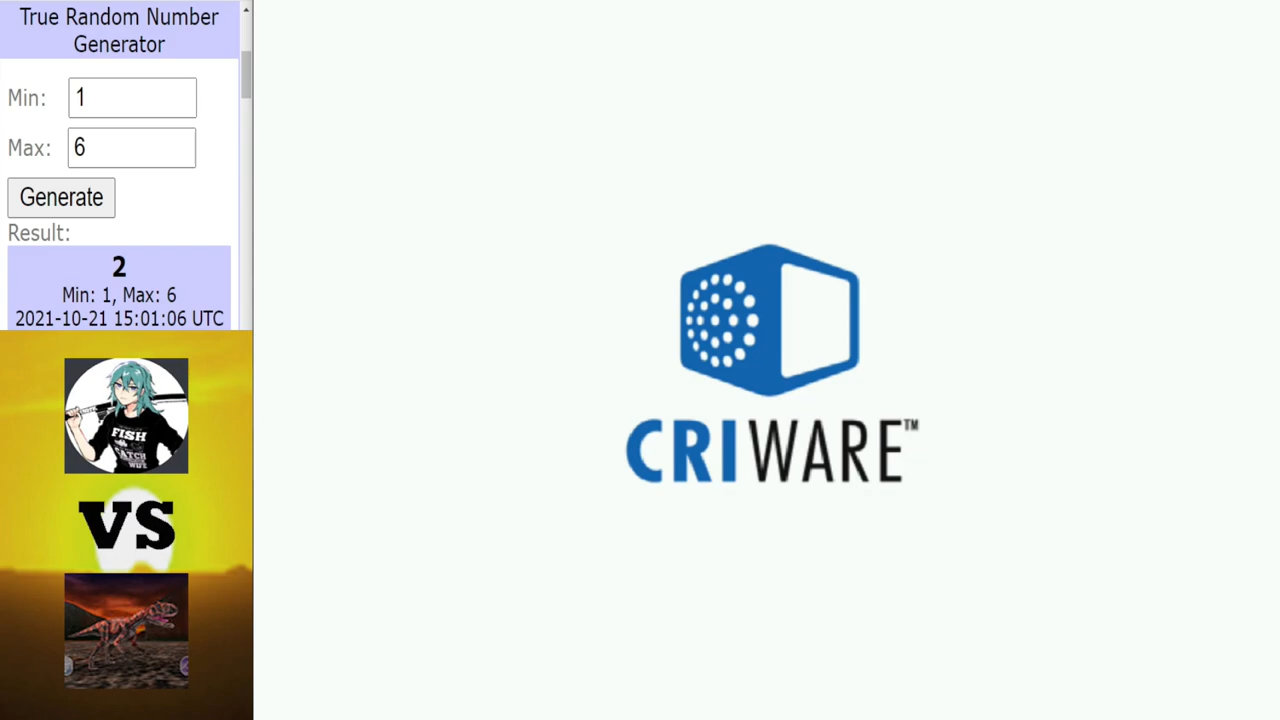 True Random Number
Generator
Min: 1
Max: 6
Generate
Result:
2
Min: 1, Max: 6
2021-10-21 15:01:06 UTC
FISH
CATCH
VS
CRIWARE™